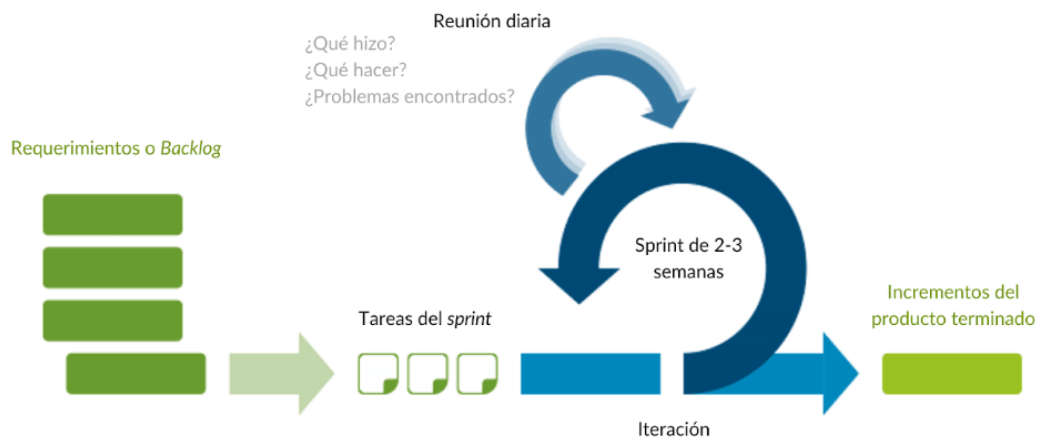 Reunión diaria
¿Qué hizo?
¿Qué hacer?
¿Problemas encontrados?
Requerimientos o Backlog
Sprint de 2-3
semanas
Tareas del sprint
Incrementos del
producto terminado
Iteración